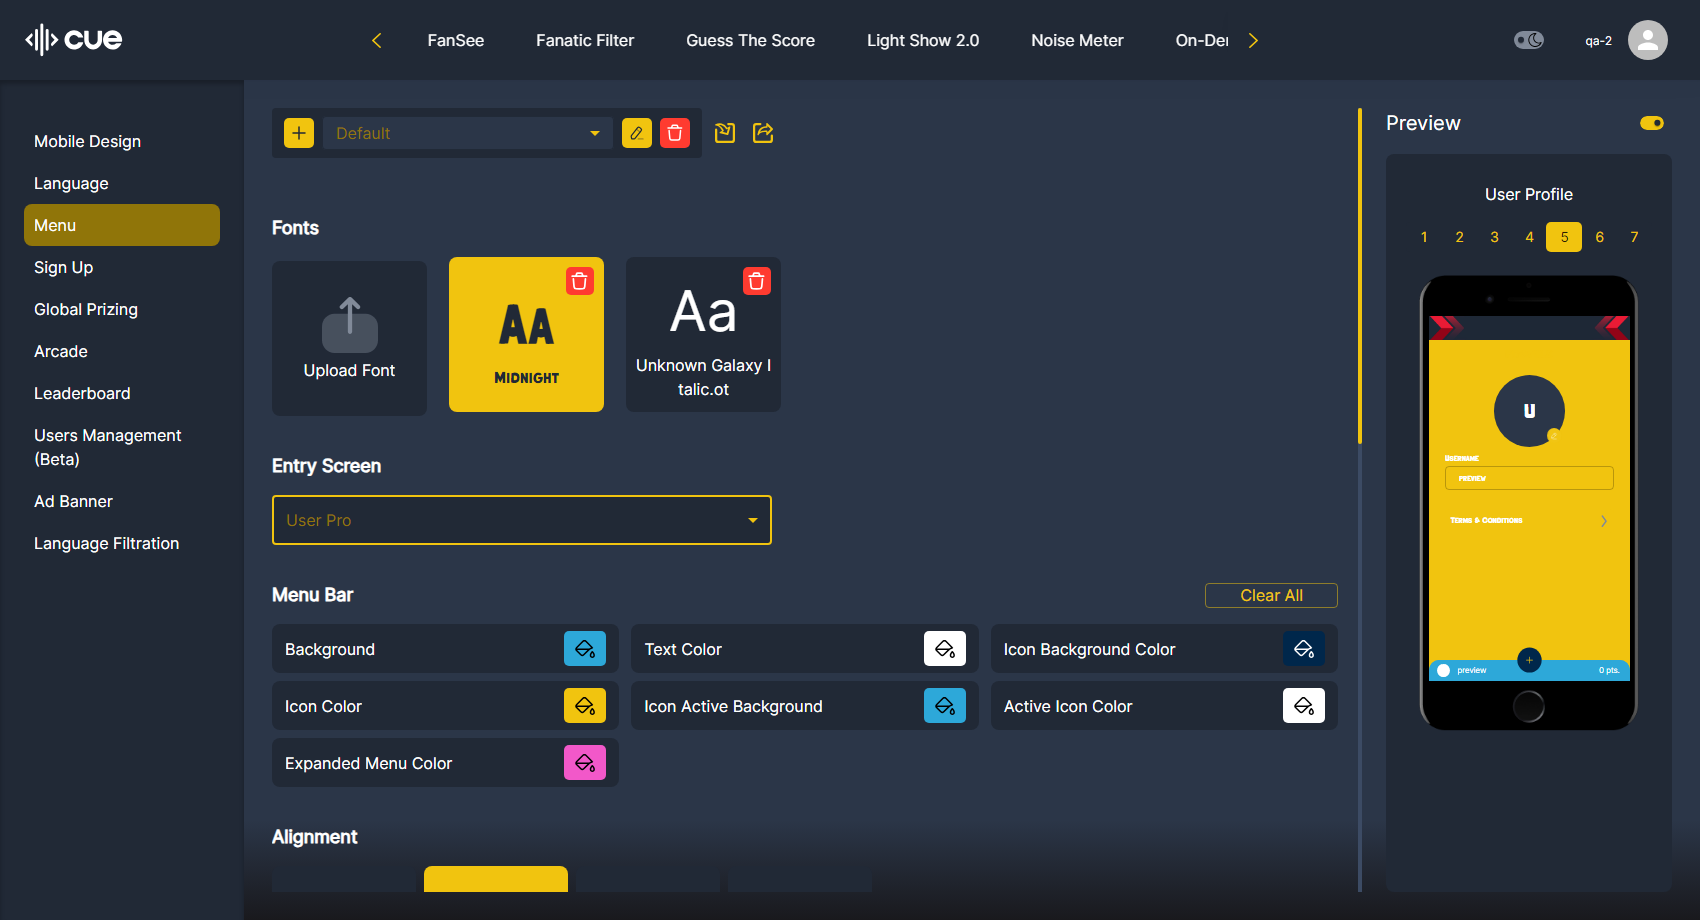 cue
FanSee
Fanatic Filter
Guess The Score
Light Show 2.0
Noise Meter
On-Der
qa-2
Mobile Design
Language
Menu
Sign Up
Global Prizing
Arcade
Leaderboard
Users Management
(Beta)
Ad Banner
Language Filtration
Default
Fonts
Upload Font
AA
Midnight
Aa
Unknown Galaxy I
talic.ot
Entry Screen
User Pro
Menu Bar
Clear All
Background
Text Color
Icon Background Color
Icon Color
Icon Active Background
Active Icon Color
Expanded Menu Color
Alignment
Preview
User Profile
1 2 3 4 5 6 7
U
Username
preview
Terms & Conditions
preview
0 pts.